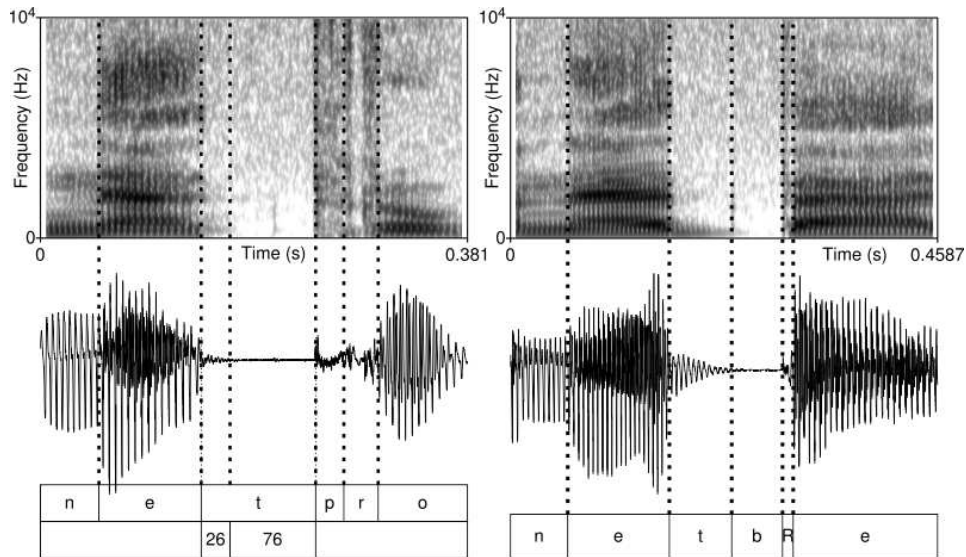 10⁴
Frequency (Hz)
0
0
Time (s)
0.381
n e t p r o
26 76
10⁴
Frequency (Hz)
0
0
Time (s)
0.4587
n e t b R e